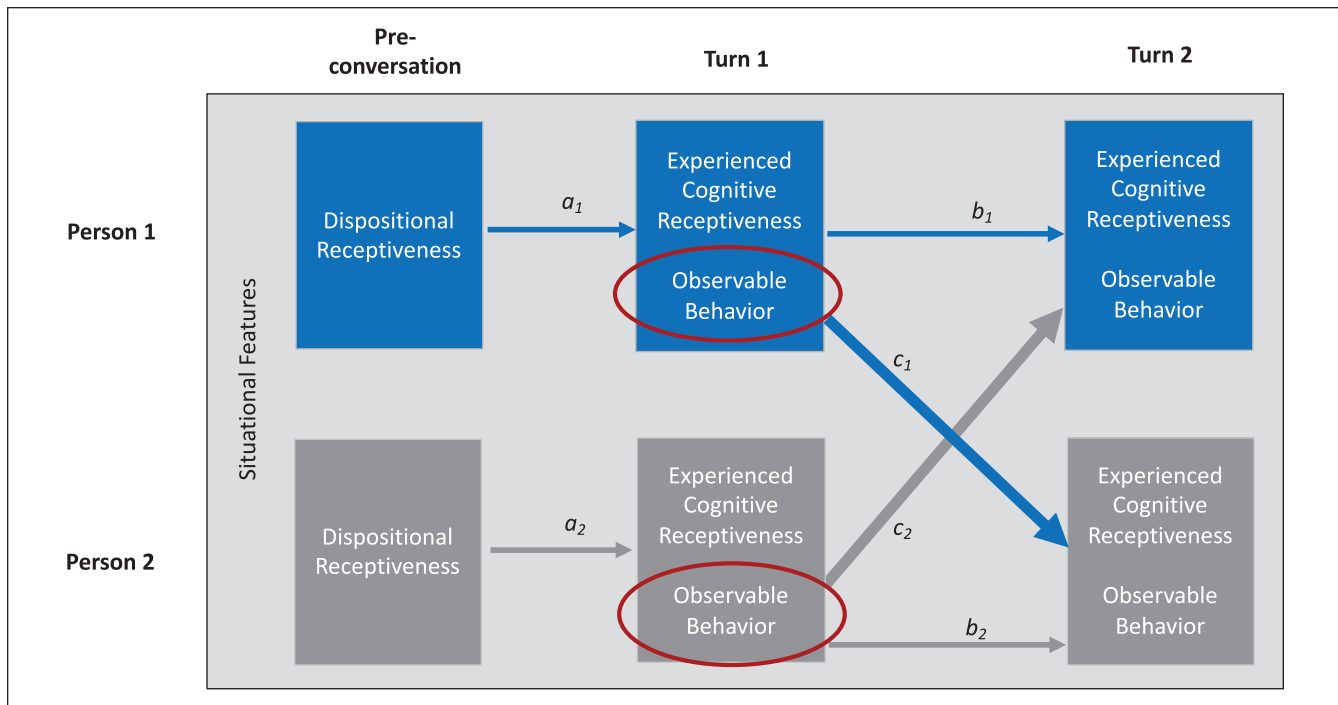 Pre-
conversation
Turn 1
Turn 2
Person 1
Person 2
Situational Features
Dispositional
Receptiveness
a1
Experienced
Cognitive
Receptiveness
Observable
Behavior
b1
Experienced
Cognitive
Receptiveness
Observable
Behavior
c1
c2
Dispositional
Receptiveness
a2
Experienced
Cognitive
Receptiveness
Observable
Behavior
b2
Experienced
Cognitive
Receptiveness
Observable
Behavior